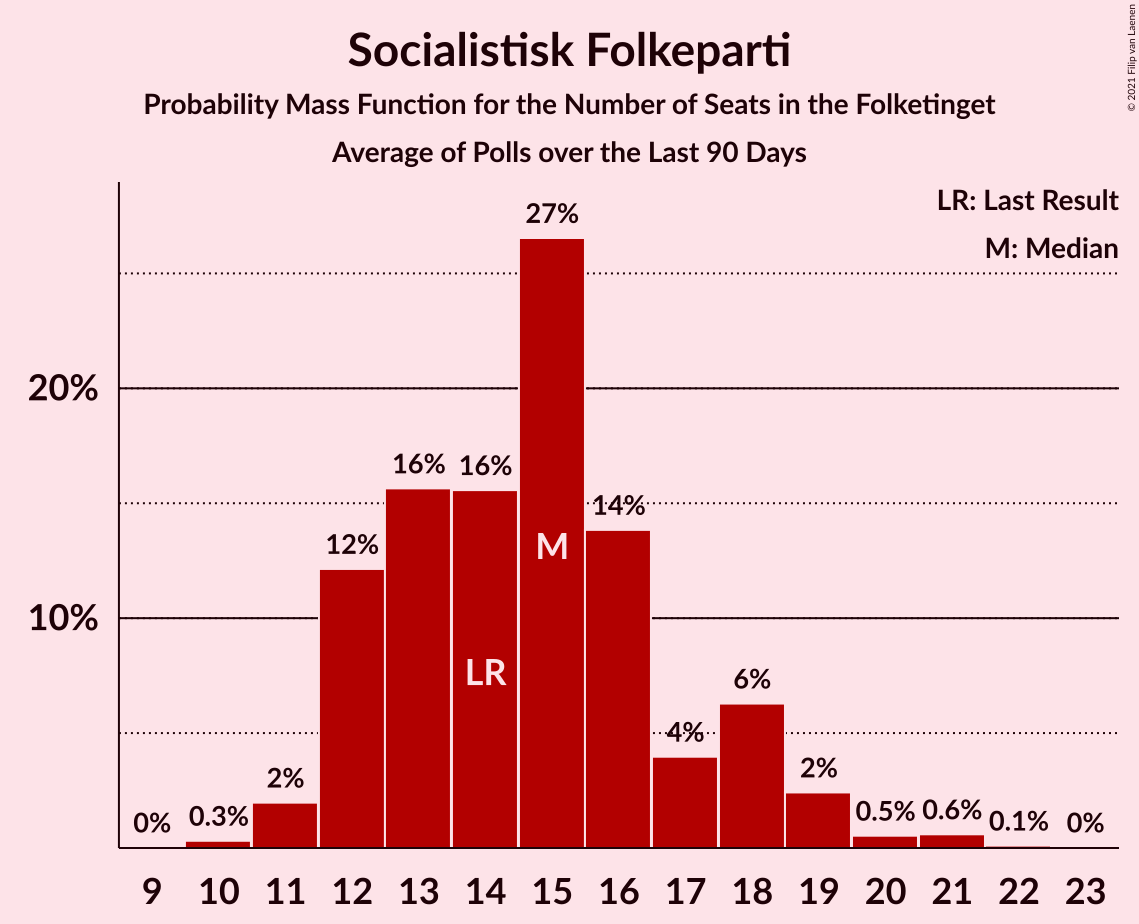 Socialistisk Folkeparti
Probability Mass Function for the Number of Seats in the Folketinget
Average of Polls over the Last 90 Days
© 2021 Filip van Laenen
LR: Last Result
M: Median
20%
10%
0%
0.3%
2%
12%
16%
16%
27%
14%
4%
6%
2%
0.5%
0.6%
0.1%
0%
LR
M
9 10 11 12 13 14 15 16 17 18 19 20 21 22 23